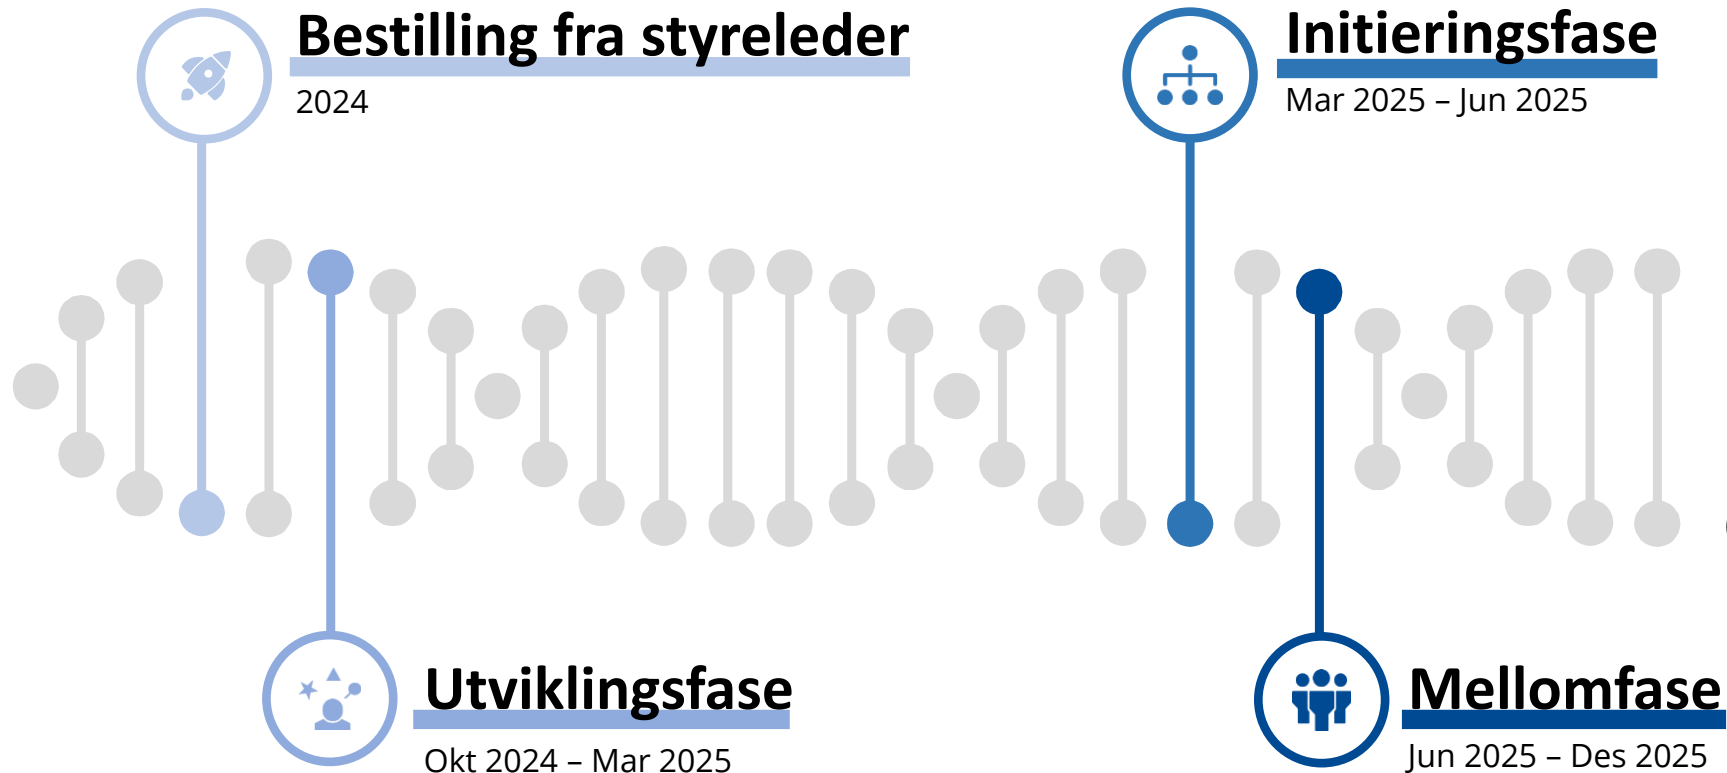 Bestilling fra styreleder
2024
Initieringsfase
Mar 2025 – Jun 2025
Utviklingsfase
Okt 2024 – Mar 2025
Mellomfase
Jun 2025 – Des 2025